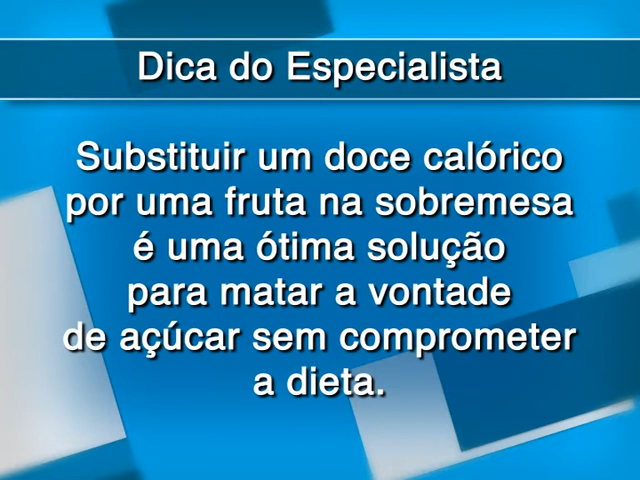 Dica do Especialista
Substituir um doce calórico
por uma fruta na sobremesa
é uma ótima solução
para matar a vontade
de açúcar sem comprometer
a dieta.